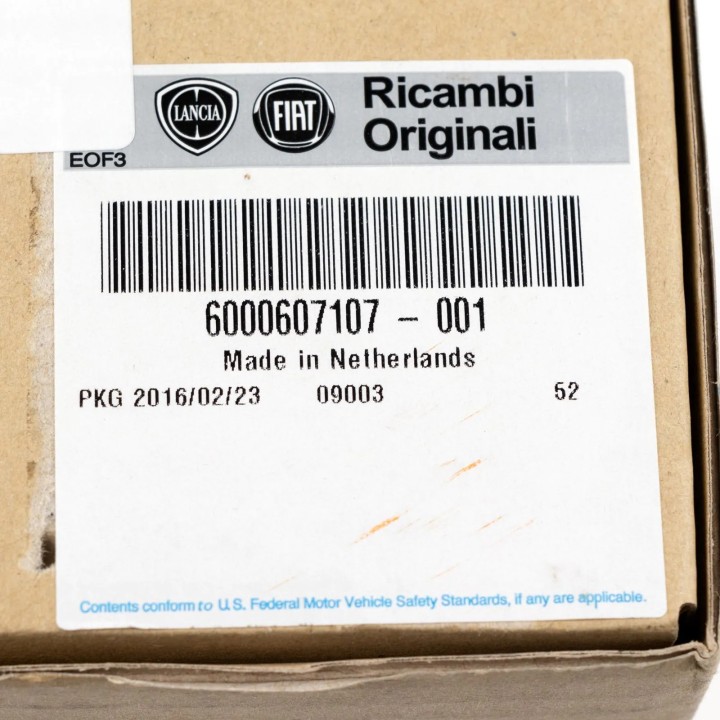 LANCIA
FIAT
Ricambi
Originali
EOF3
6000607107 - 001
Made in Netherlands
PKG 2016/02/23 09003 52
Contents conform to U.S. Federal Motor Vehicle Safety Standards, if any are applicable.